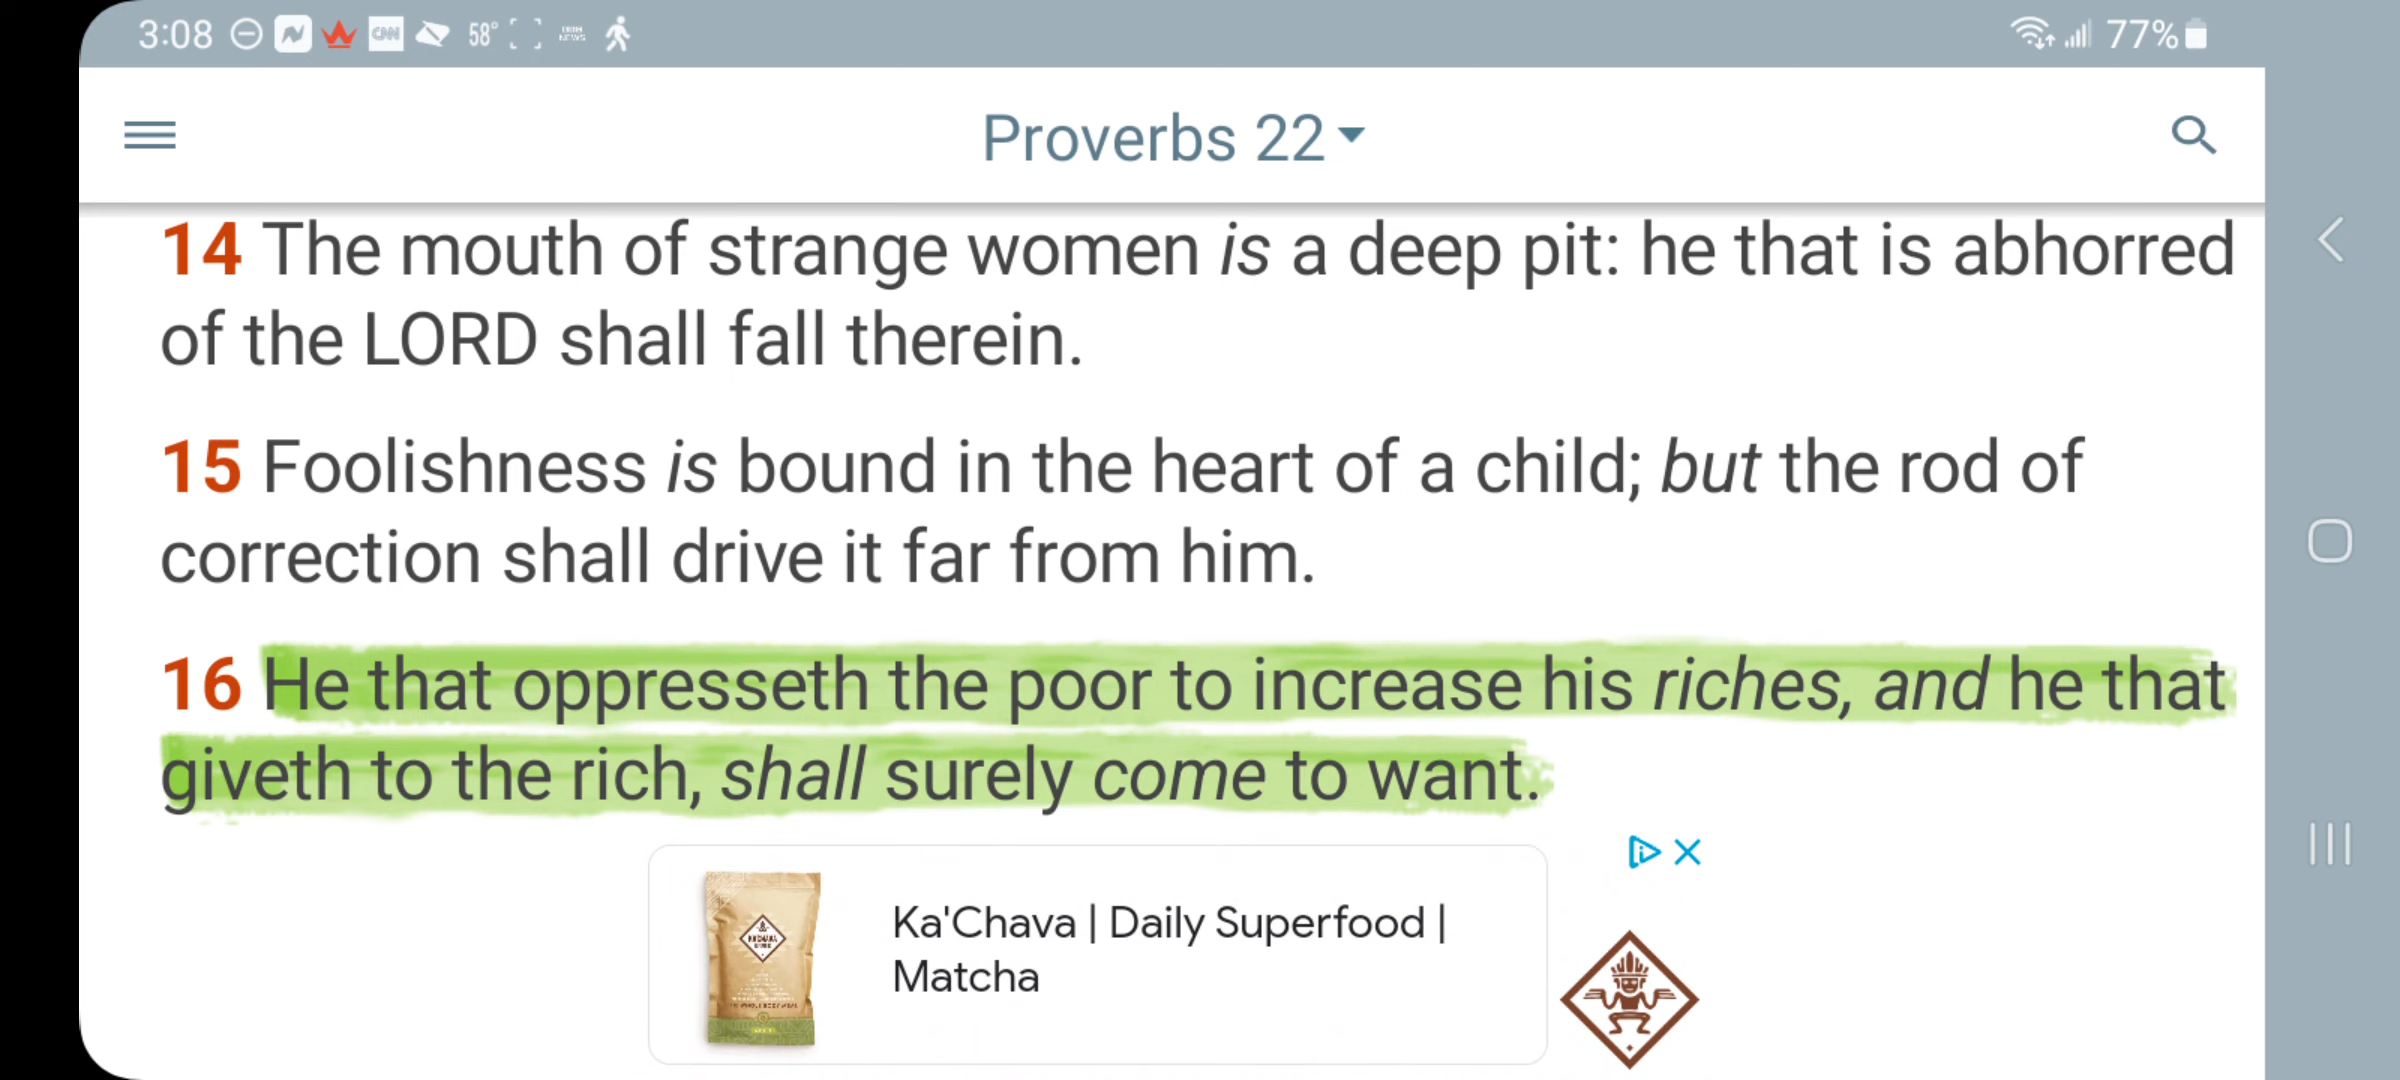 3:08 CNN 58° NEWS 77%
Proverbs 22
14 The mouth of strange women is a deep pit: he that is abhorred
of the LORD shall fall therein.
15 Foolishness is bound in the heart of a child; but the rod of
correction shall drive it far from him.
16 He that oppresseth the poor to increase his riches, and he that
giveth to the rich, shall surely come to want.
Ka'Chava | Daily Superfood |
Matcha